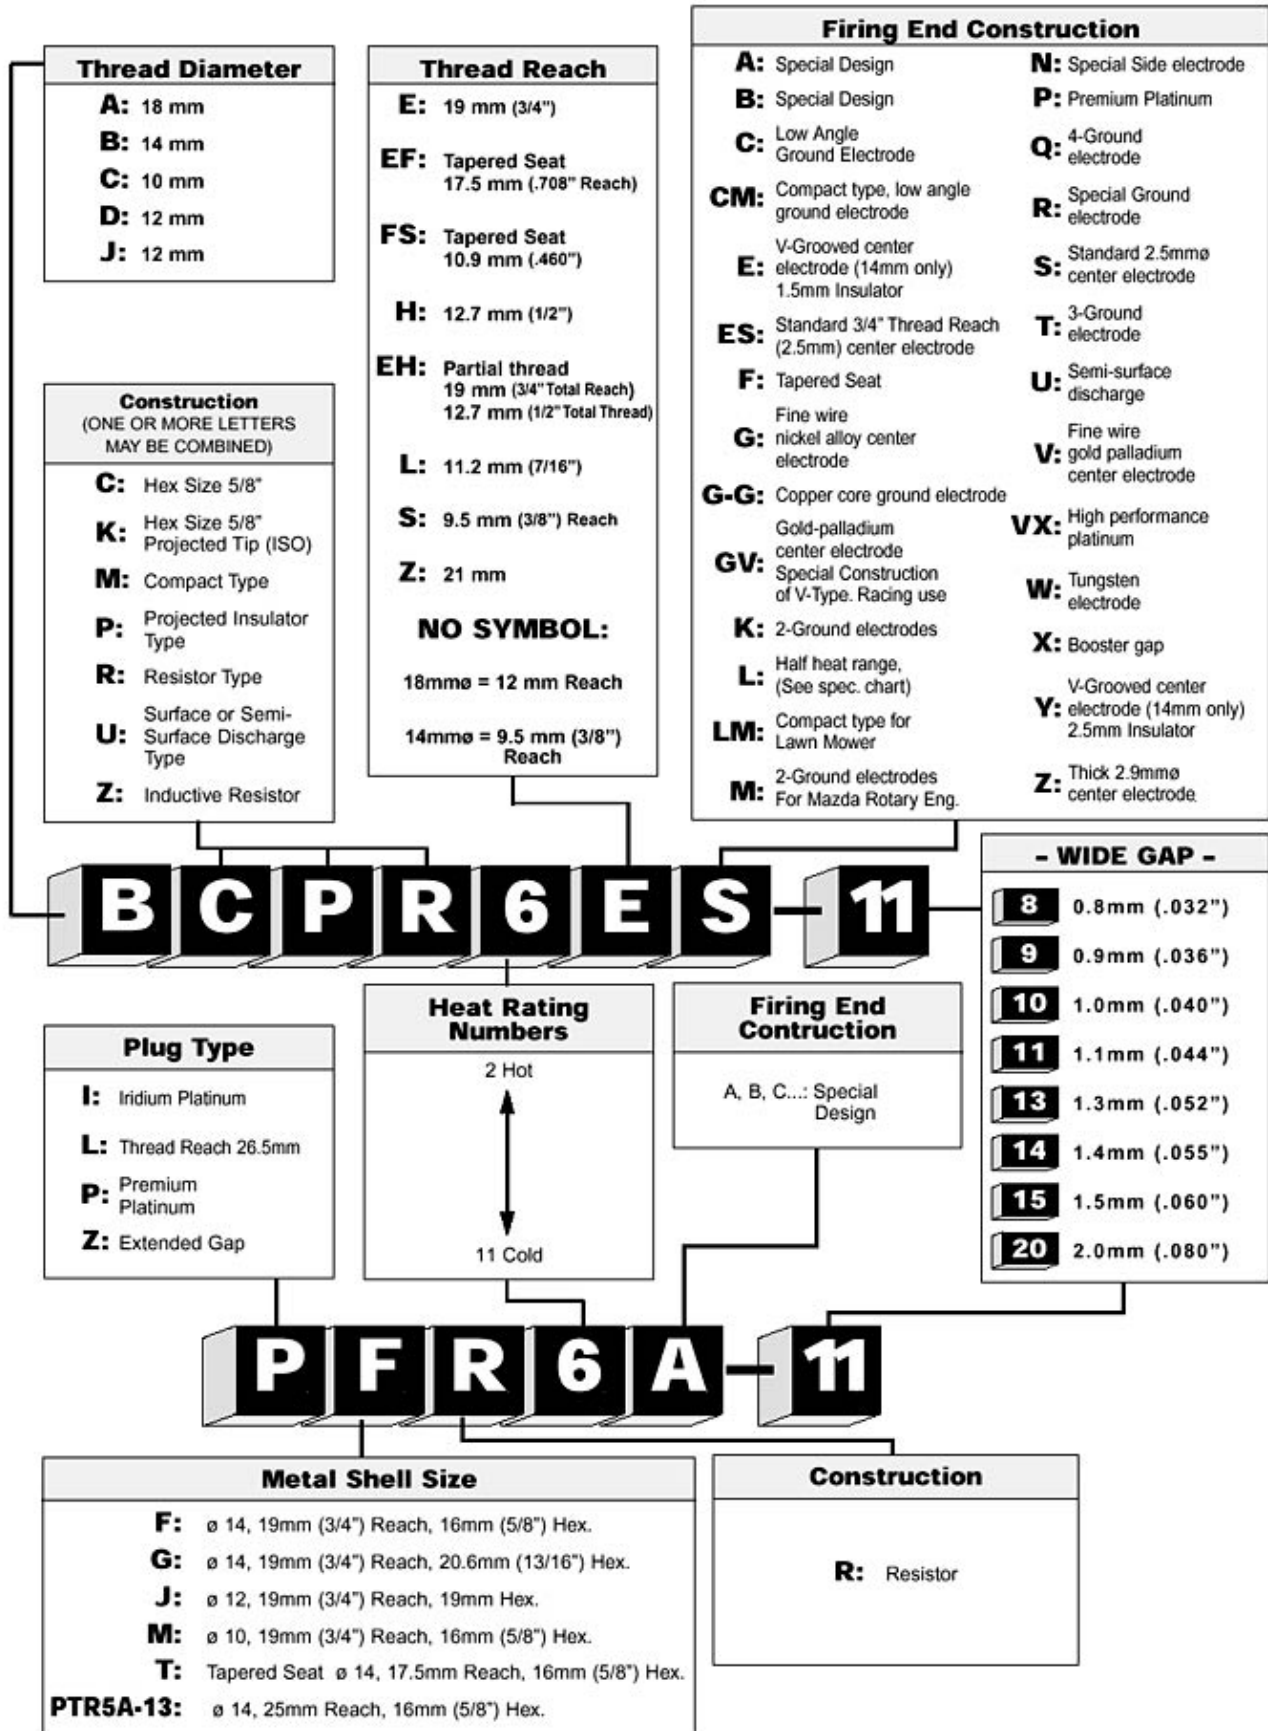 Thread Diameter
A: 18 mm
B: 14 mm
C: 10 mm
D: 12 mm
J: 12 mm
Construction
(ONE OR MORE LETTERS
MAY BE COMBINED)
C: Hex Size 5/8"
K: Hex Size 5/8"
Projected Tip (ISO)
M: Compact Type
P: Projected Insulator
Type
R: Resistor Type
U: Surface or Semi-
Surface Discharge
Type
Z: Inductive Resistor
Thread Reach
E: 19 mm (3/4")
EF: Tapered Seat
17.5 mm (.708" Reach)
FS: Tapered Seat
10.9 mm (.460")
H: 12.7 mm (1/2")
EH: Partial thread
19 mm (3/4" Total Reach)
12.7 mm (1/2" Total Thread)
L: 11.2 mm (7/16")
S: 9.5 mm (3/8") Reach
Z: 21 mm
NO SYMBOL:
18mmø = 12 mm Reach
14mmø = 9.5 mm (3/8")
Reach
Firing End Construction
A: Special Design
B: Special Design
C: Low Angle
Ground Electrode
CM: Compact type, low angle
ground electrode
E: V-Grooved center
electrode (14mm only)
1.5mm Insulator
ES: Standard 3/4" Thread Reach
(2.5mm) center electrode
F: Tapered Seat
G: Fine wire
nickel alloy center
electrode
G-G: Copper core ground electrode
GV: Gold-palladium
center electrode
Special Construction
of V-Type. Racing use
K: 2-Ground electrodes
L: Half heat range,
(See spec. chart)
LM: Compact type for
Lawn Mower
M: 2-Ground electrodes
For Mazda Rotary Eng.
N: Special Side electrode
P: Premium Platinum
Q: 4-Ground
electrode
R: Special Ground
electrode
S: Standard 2.5mmø
center electrode
T: 3-Ground
electrode
U: Semi-surface
discharge
V: Fine wire
gold palladium
center electrode
VX: High performance
platinum
W: Tungsten
electrode
X: Booster gap
Y: V-Grooved center
electrode (14mm only)
2.5mm Insulator
Z: Thick 2.9mmø
center electrode.
B C P R 6 E S - 11
- WIDE GAP -
8 0.8mm (.032")
9 0.9mm (.036")
10 1.0mm (.040")
11 1.1mm (.044")
13 1.3mm (.052")
14 1.4mm (.055")
15 1.5mm (.060")
20 2.0mm (.080")
Plug Type
I: Iridium Platinum
L: Thread Reach 26.5mm
P: Premium
Platinum
Z: Extended Gap
Heat Rating
Numbers
2 Hot
11 Cold
Firing End
Contruction
A, B, C...: Special
Design
P F R 6 A - 11
Metal Shell Size
F: ø 14, 19mm (3/4") Reach, 16mm (5/8") Hex.
G: ø 14, 19mm (3/4") Reach, 20.6mm (13/16") Hex.
J: ø 12, 19mm (3/4") Reach, 19mm Hex.
M: ø 10, 19mm (3/4") Reach, 16mm (5/8") Hex.
T: Tapered Seat ø 14, 17.5mm Reach, 16mm (5/8") Hex.
PTR5A-13: ø 14, 25mm Reach, 16mm (5/8") Hex.
Construction
R: Resistor